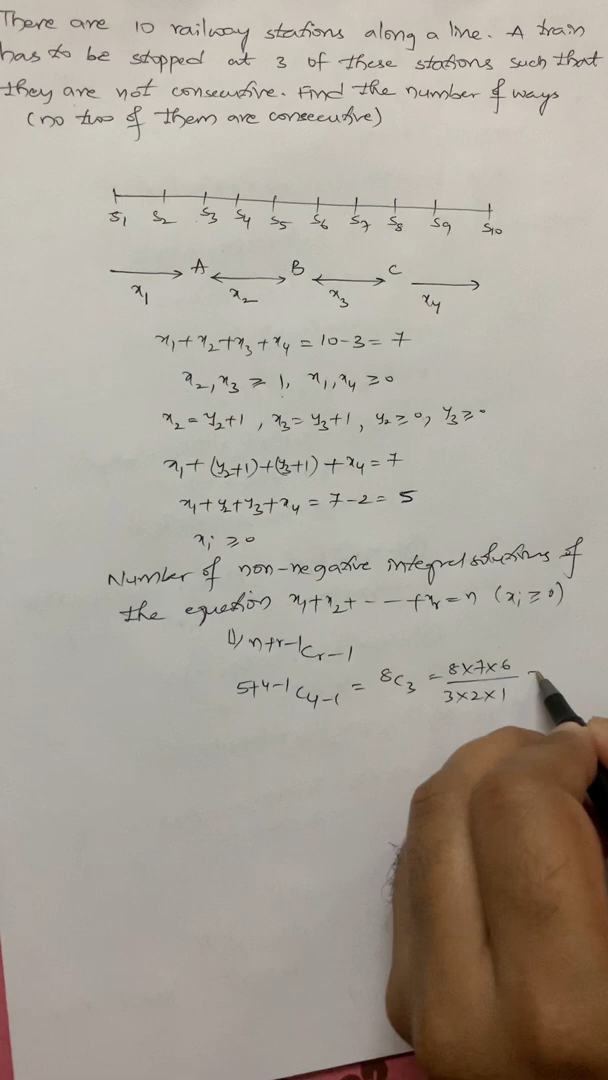 There are 10 railway stations along a line. A train
has to be stopped at 3 of these stations such that
they are not consecutive. Find the number of ways
(no two of them are consecutive)
S₁ S₂ S₃ S₄ S₅ S₆ S₇ S₈ S₉ S₁₀
A B C
x₁ x₂ x₃ x₄
x₁+x₂+x₃+x₄ = 10-3 = 7
x₂, x₃ ≥ 1, x₁, x₄ ≥0
x₂ = y₂+1, x₃ = y₃+1, y₂ ≥ 0, y₃ ≥ 0
x₁+(y₂+1)+(y₃+1)+x₄ = 7
x₁+y₂+y₃+x₄ = 7-2 = 5
xᵢ ≥0
Number of non-negative integral solutions of
the equation x₁+x₂+---+xᵣ = n (xᵢ ≥ 0)
is n+r-1Cr-1
5+4-1C4-1 = 8C₃ = 8×7×6 / 3×2×1